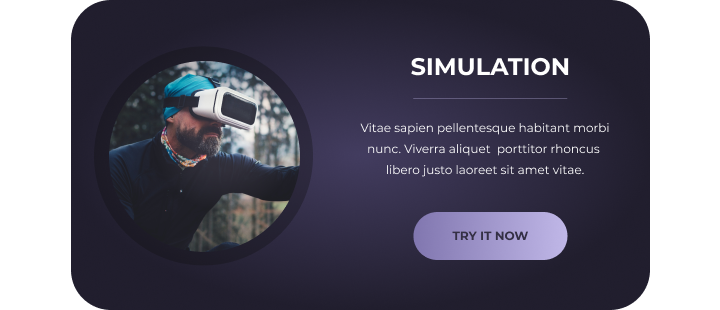 SIMULATION
Vitae sapien pellentesque habitant morbi
nunc. Viverra aliquet porttitor rhoncus
libero justo laoreet sit amet vitae.
TRY IT NOW